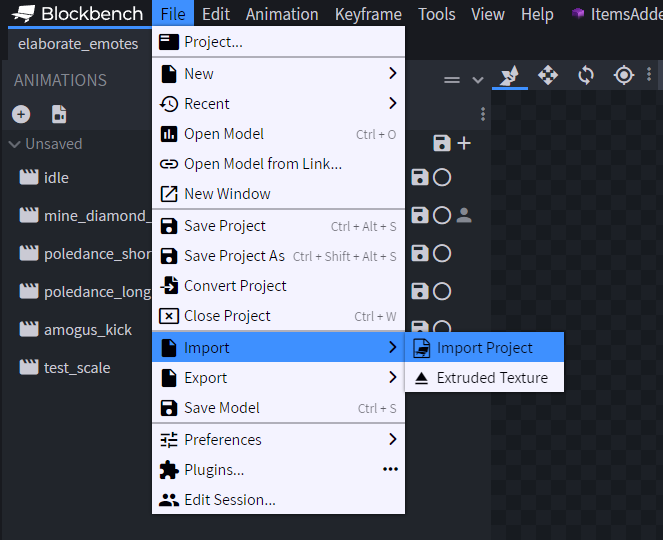 Blockbench File Edit Animation Keyframe Tools View Help ItemsAdde
elaborate_emotes
Project...
ANIMATIONS
New
Recent
Open Model Ctrl + O
Unsaved
Open Model from Link...
idle
New Window
mine_diamond_
Save Project Ctrl + Alt + S
poledance_shor
Save Project As Ctrl + Shift + Alt + S
Convert Project
poledance_long
Close Project Ctrl + W
amogus_kick
Import
Import Project
test_scale
Export
Extruded Texture
Save Model Ctrl + S
Preferences
Plugins...
Edit Session...